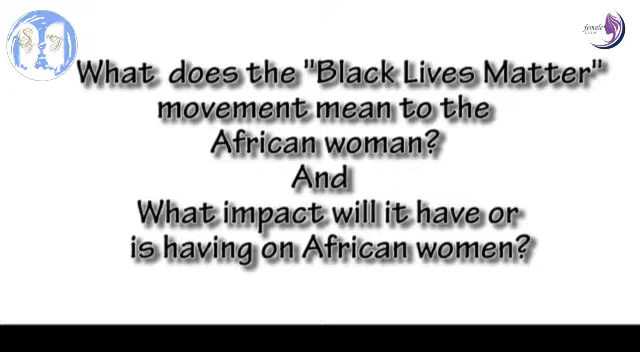 female
What does the "Black Lives Matter"
movement mean to the
African woman?
And
What impact will it have or
is having on African women?